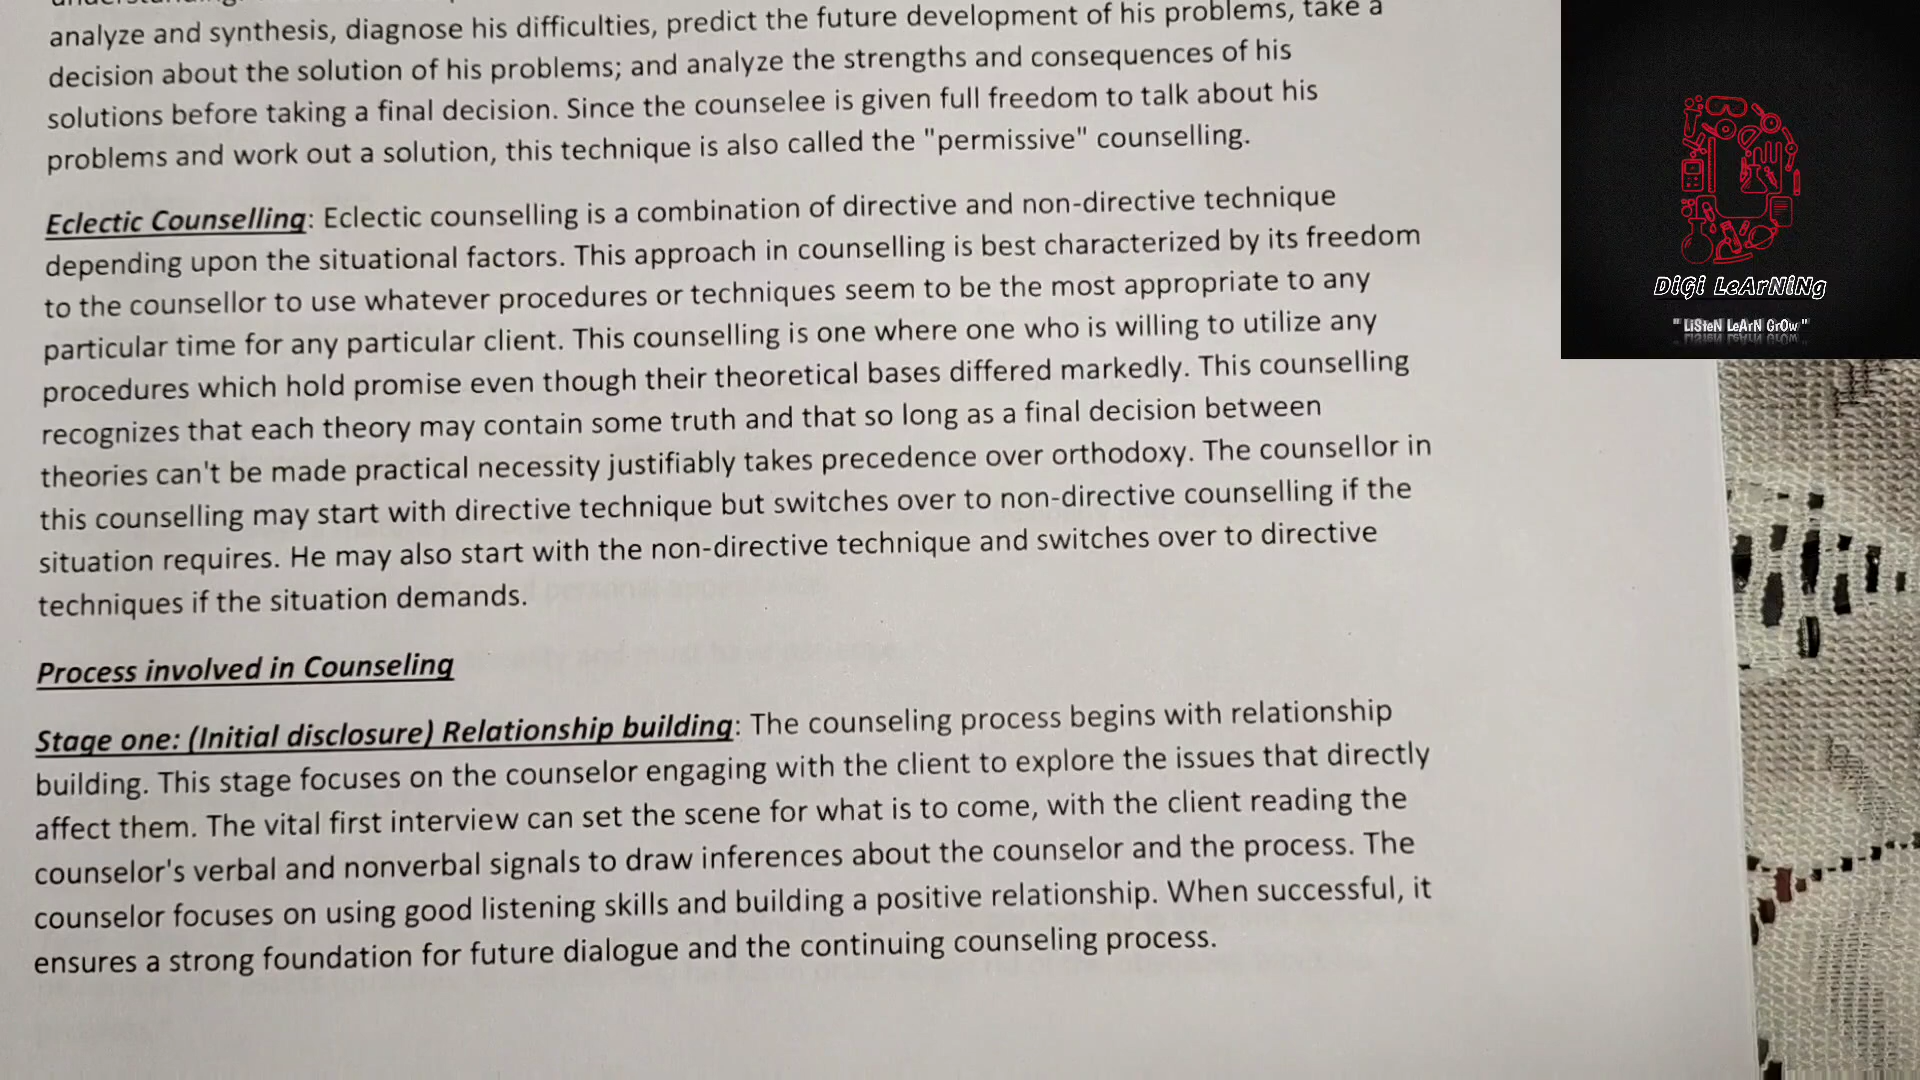 analyze and synthesis, diagnose his difficulties, predict the future development of his problems, take a
decision about the solution of his problems; and analyze the strengths and consequences of his
solutions before taking a final decision. Since the counselee is given full freedom to talk about his
problems and work out a solution, this technique is also called the "permissive" counselling.
Eclectic Counselling: Eclectic counselling is a combination of directive and non-directive technique
depending upon the situational factors. This approach in counselling is best characterized by its freedom
to the counsellor to use whatever procedures or techniques seem to be the most appropriate to any
particular time for any particular client. This counselling is one where one who is willing to utilize any
procedures which hold promise even though their theoretical bases differed markedly. This counselling
recognizes that each theory may contain some truth and that so long as a final decision between
theories can't be made practical necessity justifiably takes precedence over orthodoxy. The counsellor in
this counselling may start with directive technique but switches over to non-directive counselling if the
situation requires. He may also start with the non-directive technique and switches over to directive
techniques if the situation demands.
Process involved in Counseling
Stage one: (Initial disclosure) Relationship building: The counseling process begins with relationship
building. This stage focuses on the counselor engaging with the client to explore the issues that directly
affect them. The vital first interview can set the scene for what is to come, with the client reading the
counselor's verbal and nonverbal signals to draw inferences about the counselor and the process. The
counselor focuses on using good listening skills and building a positive relationship. When successful, it
ensures a strong foundation for future dialogue and the continuing counseling process.
DiGi LeArNiNg
"LiSteN LeArN GrOw"